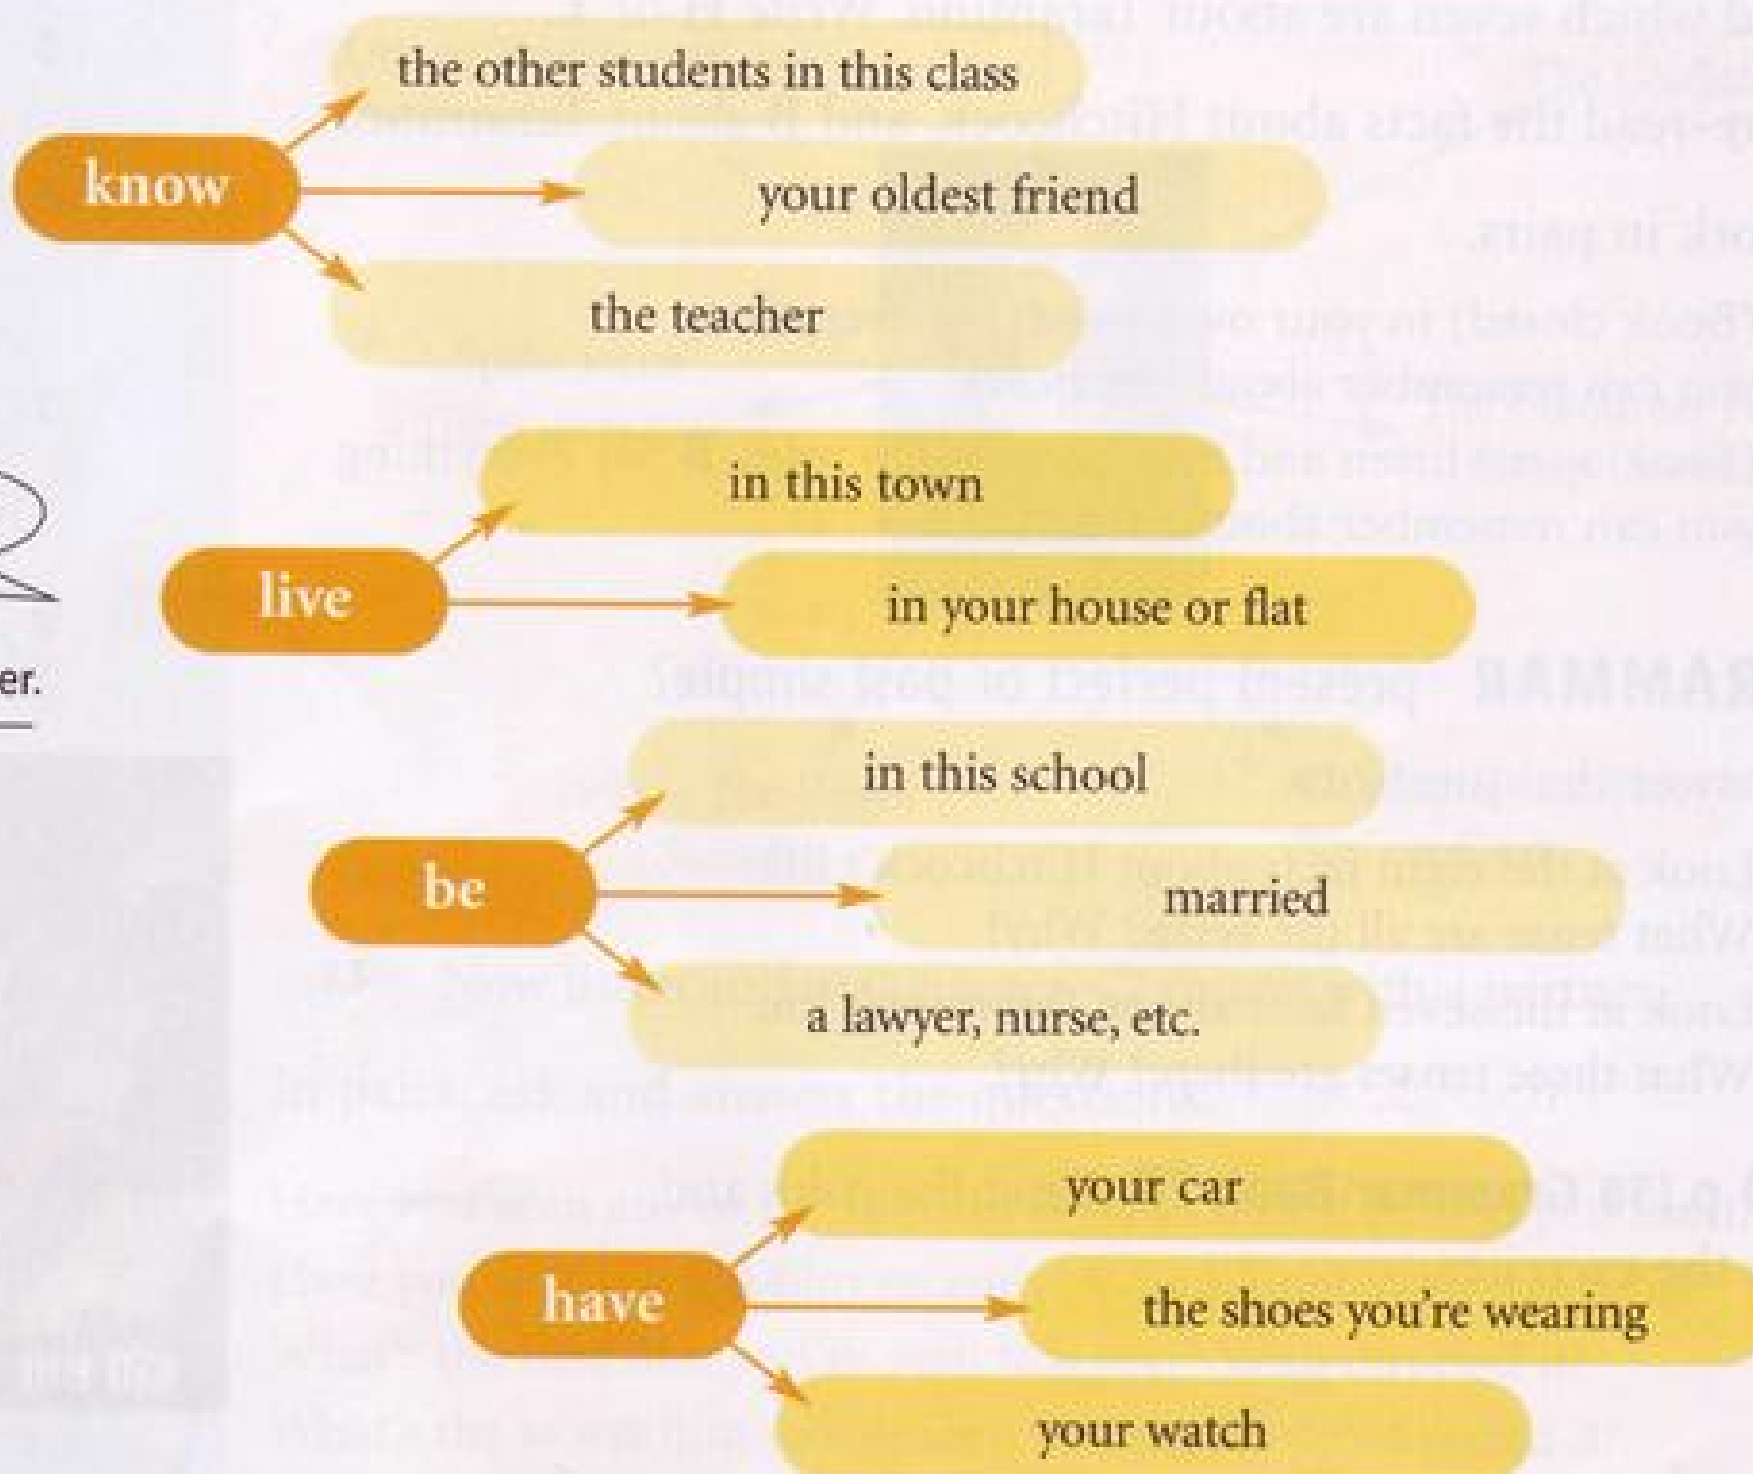 the other students in this class
know
your oldest friend
the teacher
in this town
live
in your house or flat
er.
in this school
be
married
a lawyer, nurse, etc.
your car
have
the shoes you're wearing
your watch